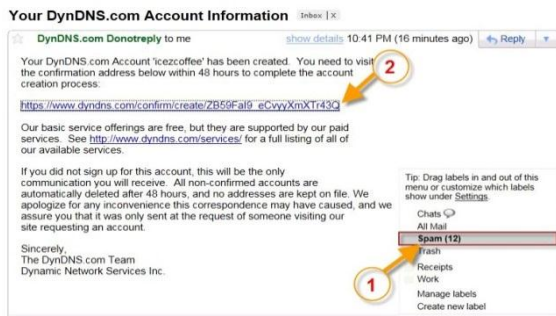 Your DynDNS.com Account Information Inbox | X
DynDNS.com Donotreply to me show details 10:41 PM (16 minutes ago) Reply
Your DynDNS.com Account 'icezcoffee' has been created. You need to visit
the confirmation address below within 48 hours to complete the account
creation process:
2
https://www.dyndns.com/confirm/create/ZB59FaI9_eCvyyXmXTr43Q
Our basic service offerings are free, but they are supported by our paid
services. See http://www.dyndns.com/services/ for a full listing of all of
our available services.
If you did not sign up for this account, this will be the only
communication you will receive. All non-confirmed accounts are
automatically deleted after 48 hours, and no addresses are kept on file. We
apologize for any inconvenience this correspondence may have caused, and we
assure you that it was only sent at the request of someone visiting our
site requesting an account.
Sincerely,
The DynDNS.com Team
Dynamic Network Services Inc.
Tip: Drag labels in and out of this
menu or customize which labels
show under Settings.
Chats
All Mail
Spam (12)
Trash
Receipts
Work
Manage labels
Create new label
1